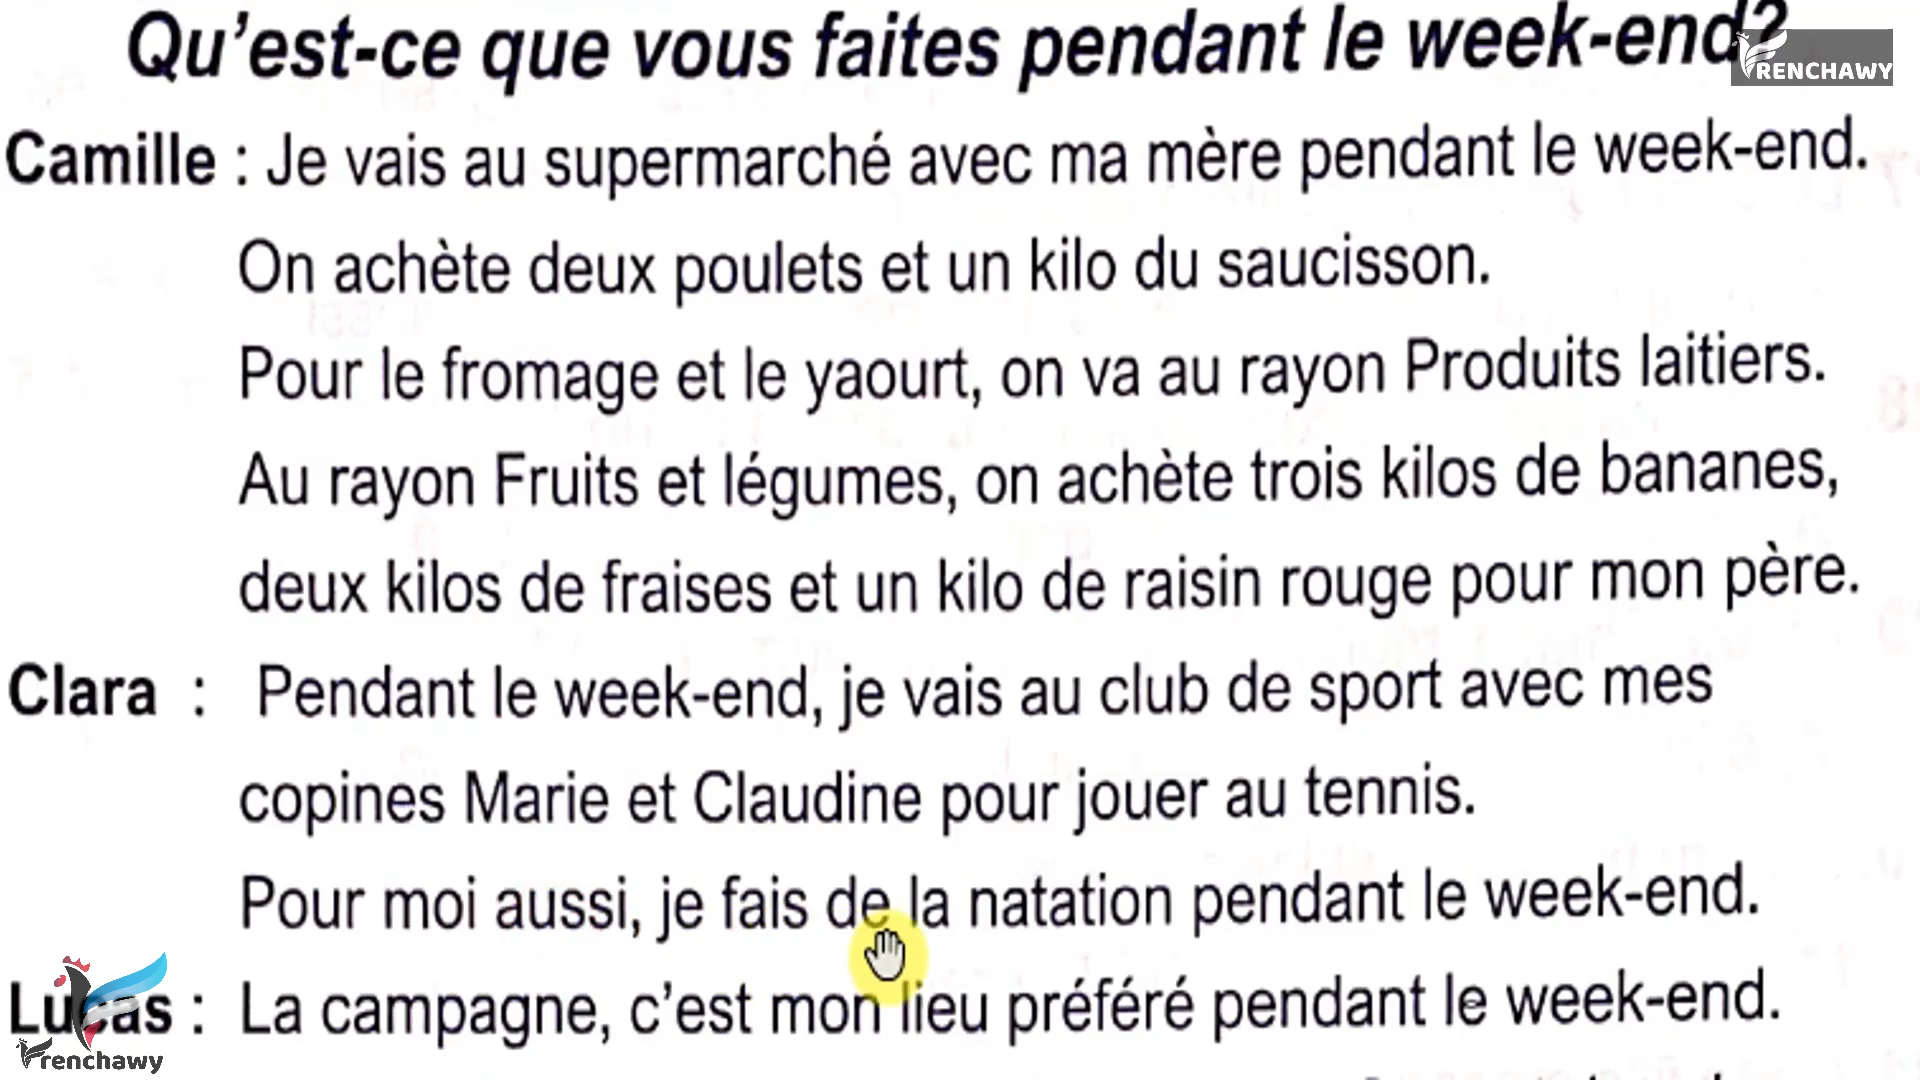 Qu'est-ce que vous faites pendant le week-end?
RENCHAWY
Camille : Je vais au supermarché avec ma mère pendant le week-end.
On achète deux poulets et un kilo du saucisson.
Pour le fromage et le yaourt, on va au rayon Produits laitiers.
Au rayon Fruits et légumes, on achète trois kilos de bananes,
deux kilos de fraises et un kilo de raisin rouge pour mon père.
Clara : Pendant le week-end, je vais au club de sport avec mes
copines Marie et Claudine pour jouer au tennis.
Pour moi aussi, je fais de la natation pendant le week-end.
Lucas : La campagne, c'est mon lieu préféré pendant le week-end.
Frenchawy